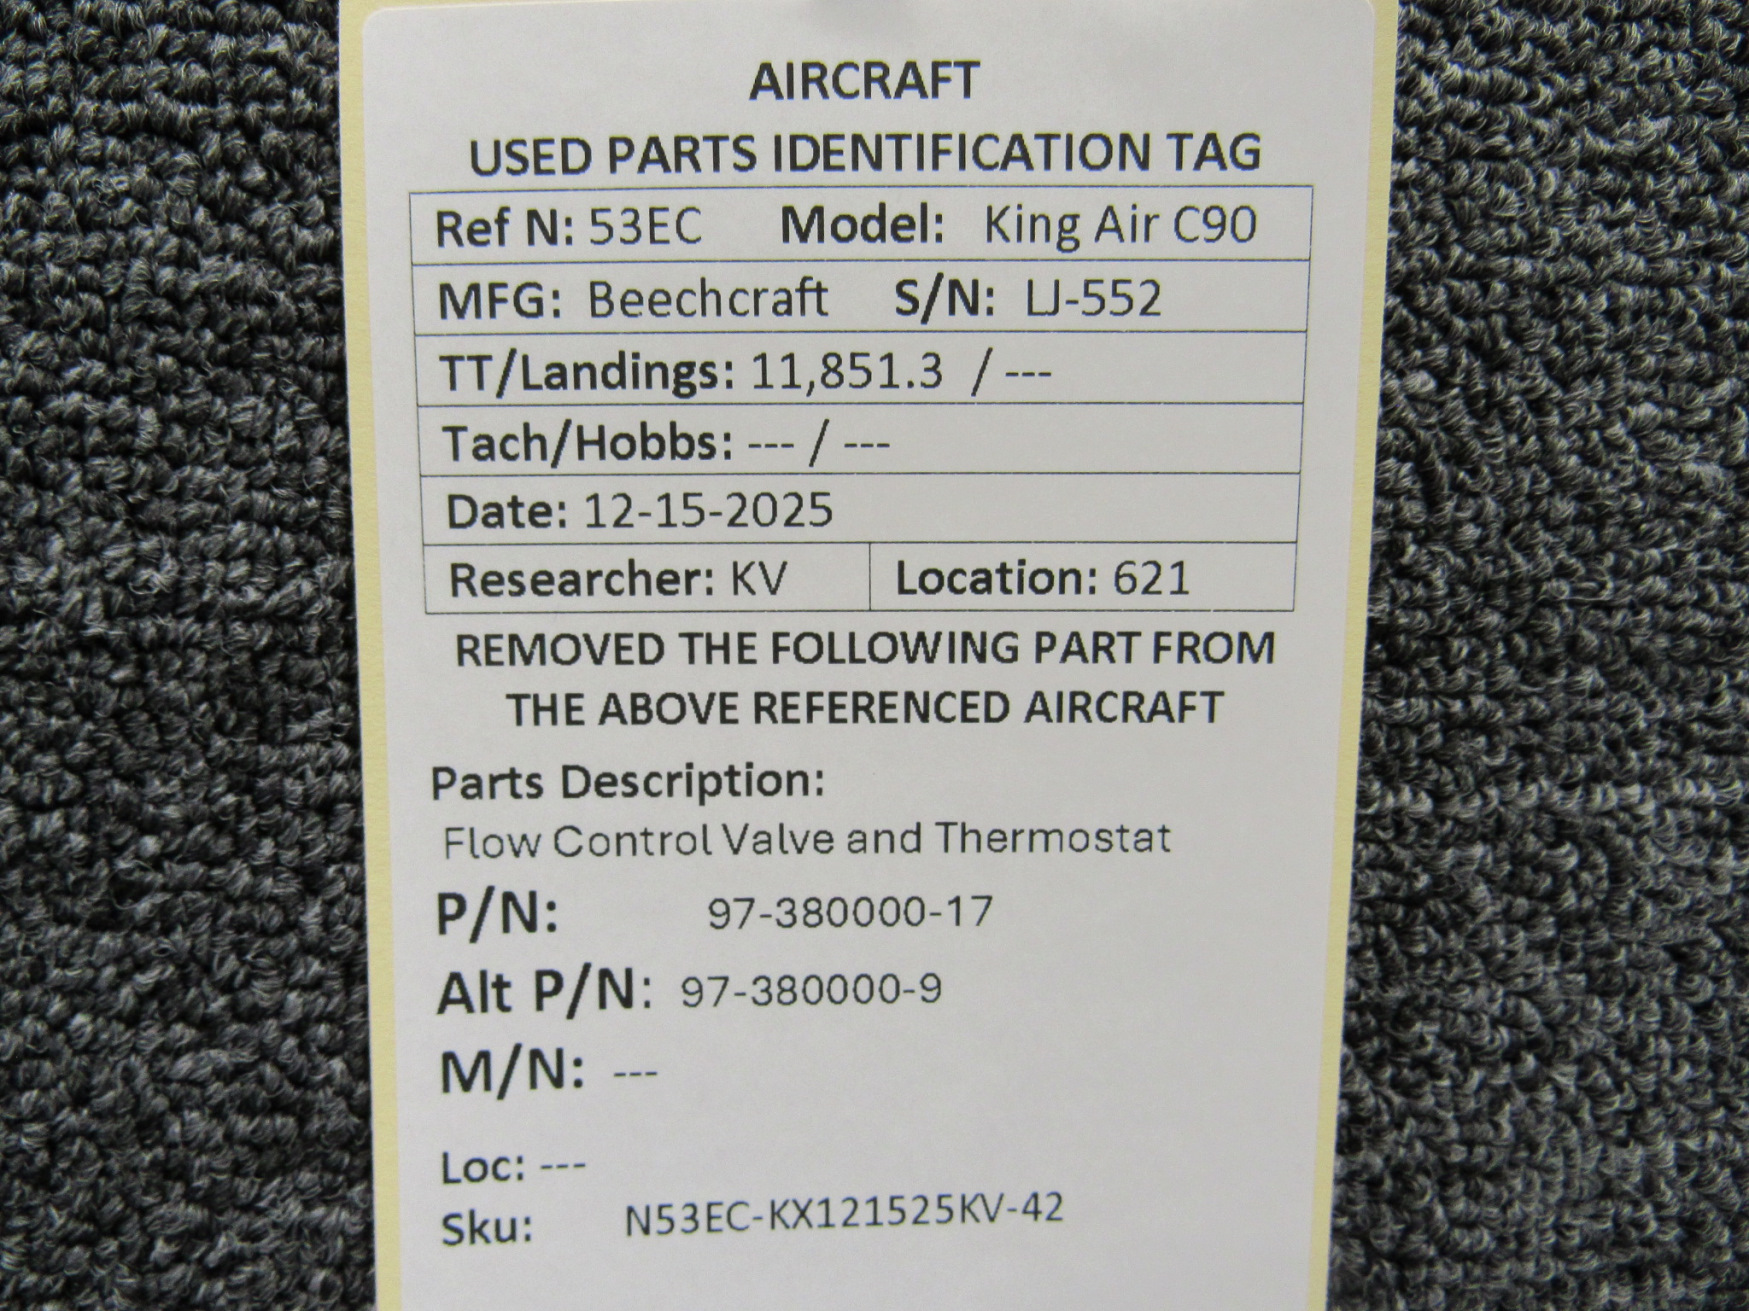 AIRCRAFT
USED PARTS IDENTIFICATION TAG
Ref N: 53EC Model: King Air C90
MFG: Beechcraft S/N: LJ-552
TT/Landings: 11,851.3 / ---
Tach/Hobbs: --- / ---
Date: 12-15-2025
Researcher: KV Location: 621
REMOVED THE FOLLOWING PART FROM
THE ABOVE REFERENCED AIRCRAFT
Parts Description:
Flow Control Valve and Thermostat
P/N: 97-380000-17
Alt P/N: 97-380000-9
M/N: ---
Loc: ---
Sku: N53EC-KX121525KV-42